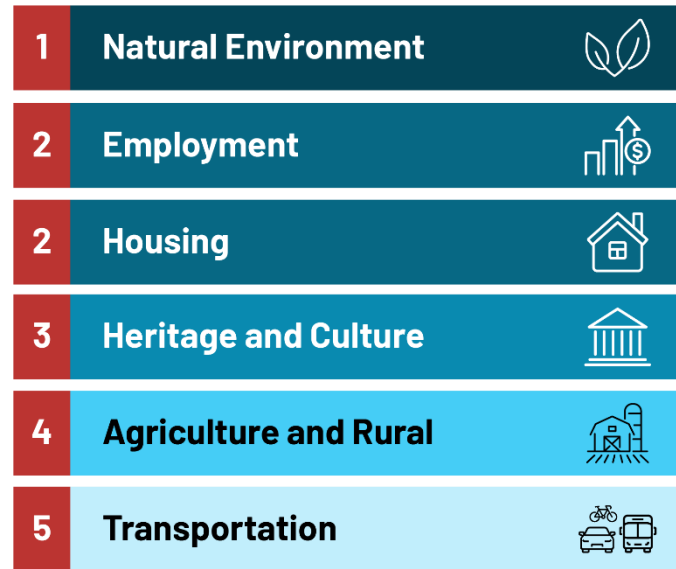 1 Natural Environment
2 Employment
$
2 Housing
3 Heritage and Culture
4 Agriculture and Rural
5 Transportation